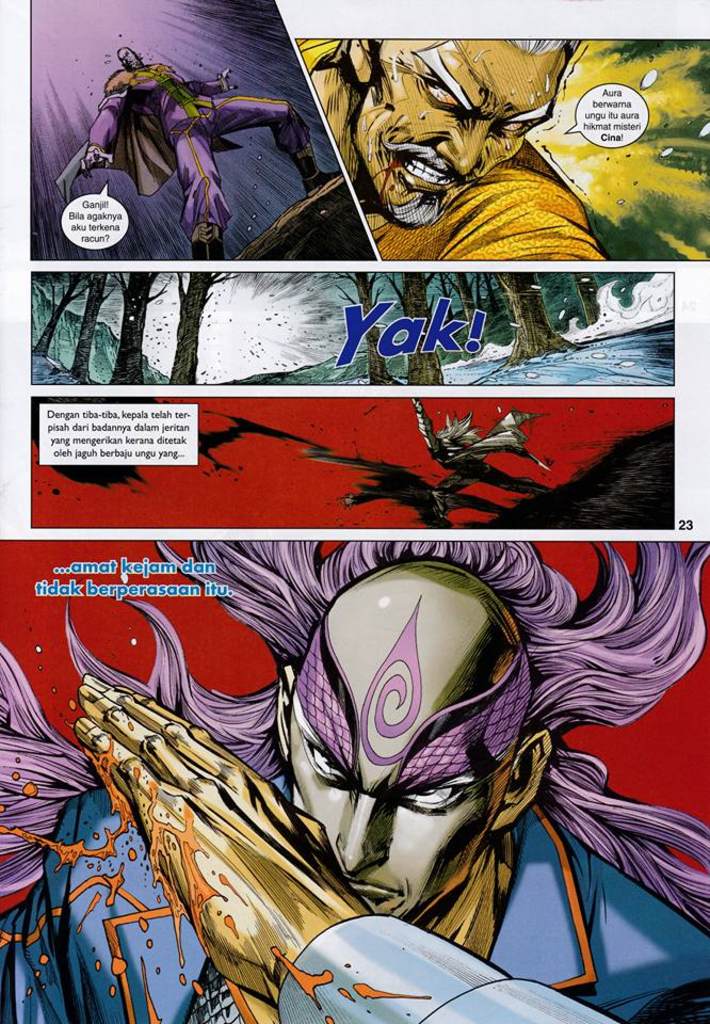 Ganjil!
Bila agaknya
aku terkena
racun?
Aura
berwarna
ungu itu aura
hikmat misteri
Cina!
Yak!
Dengan tiba-tiba, kepala telah ter-
pisah dari badannya dalam jeritan
yang mengerikan kerana ditetak
oleh jaguh berbaju ungu yang...
23
...amat kejam dan
tidak berperasaan itu.